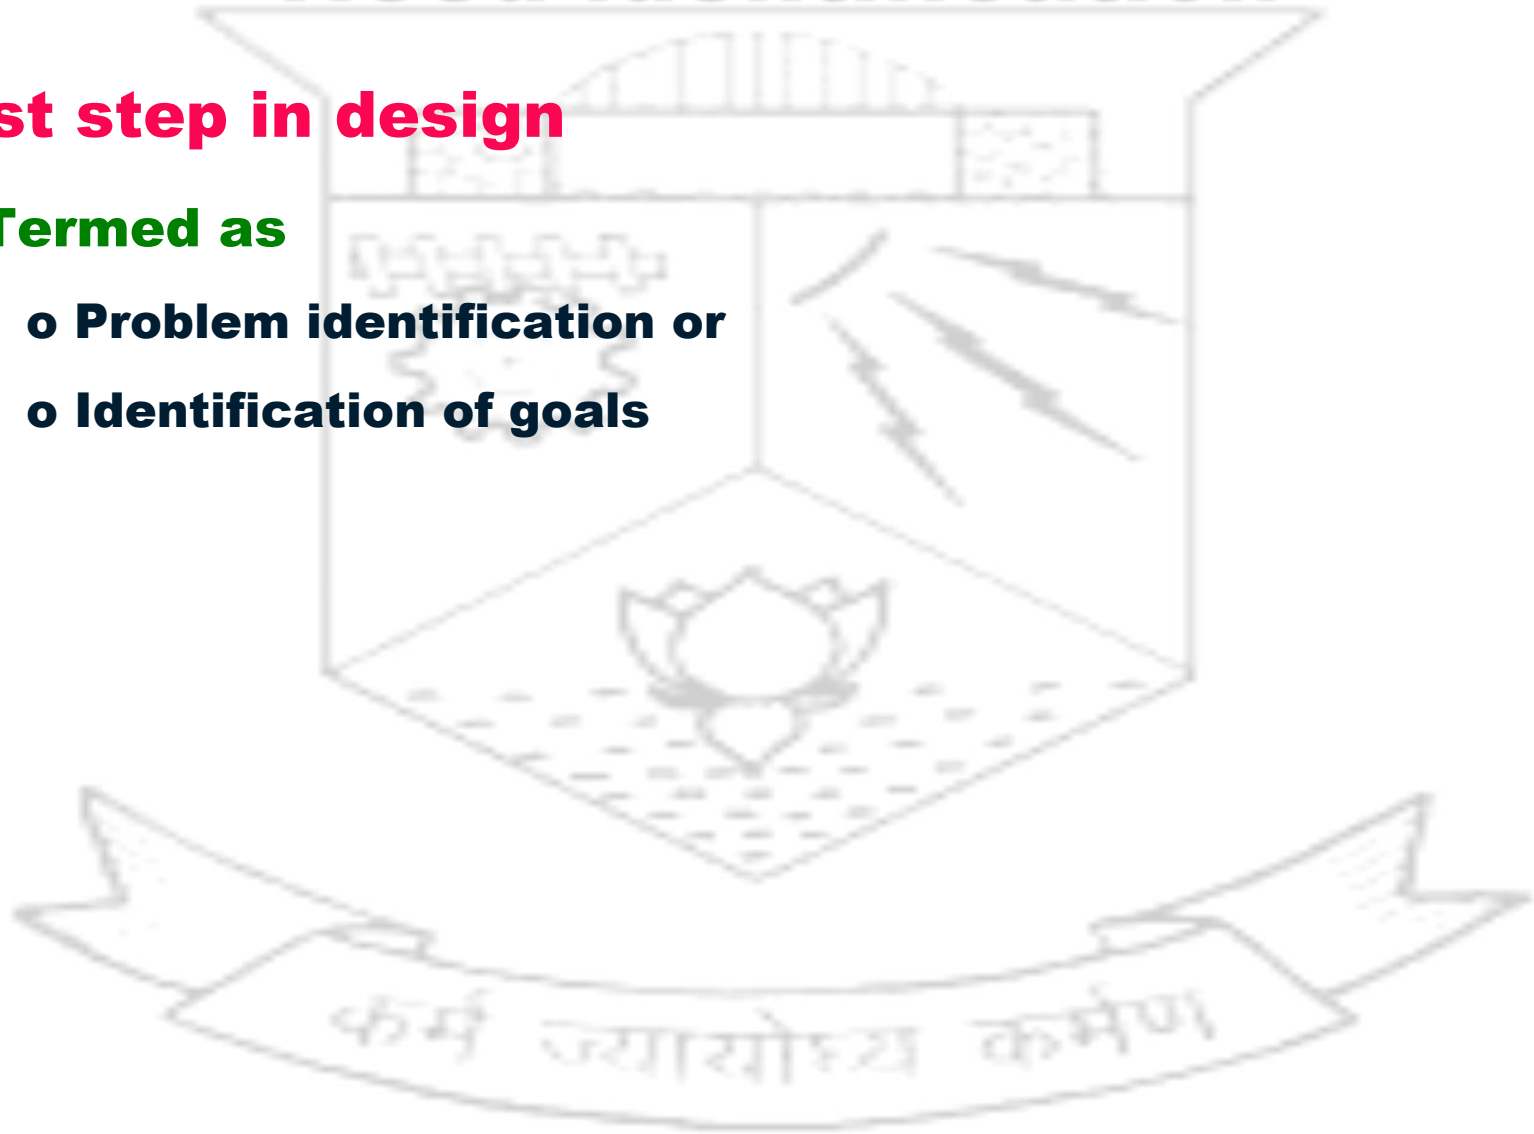 st step in design
Termed as
o Problem identification or
o Identification of goals
कर्म ज्यायोध्य कर्मण